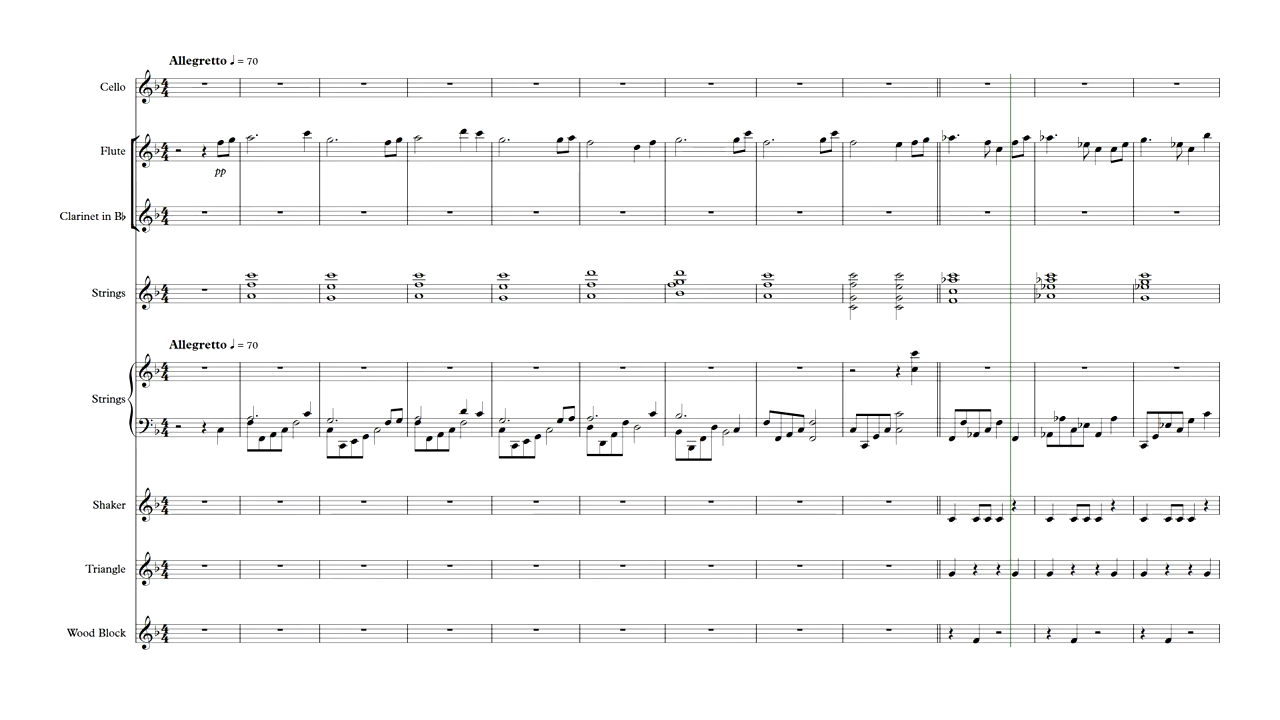 Allegretto ♩ = 70
Cello
Flute
pp
Clarinet in B♭
Strings
Allegretto ♩ = 70
Strings
Shaker
Triangle
Wood Block